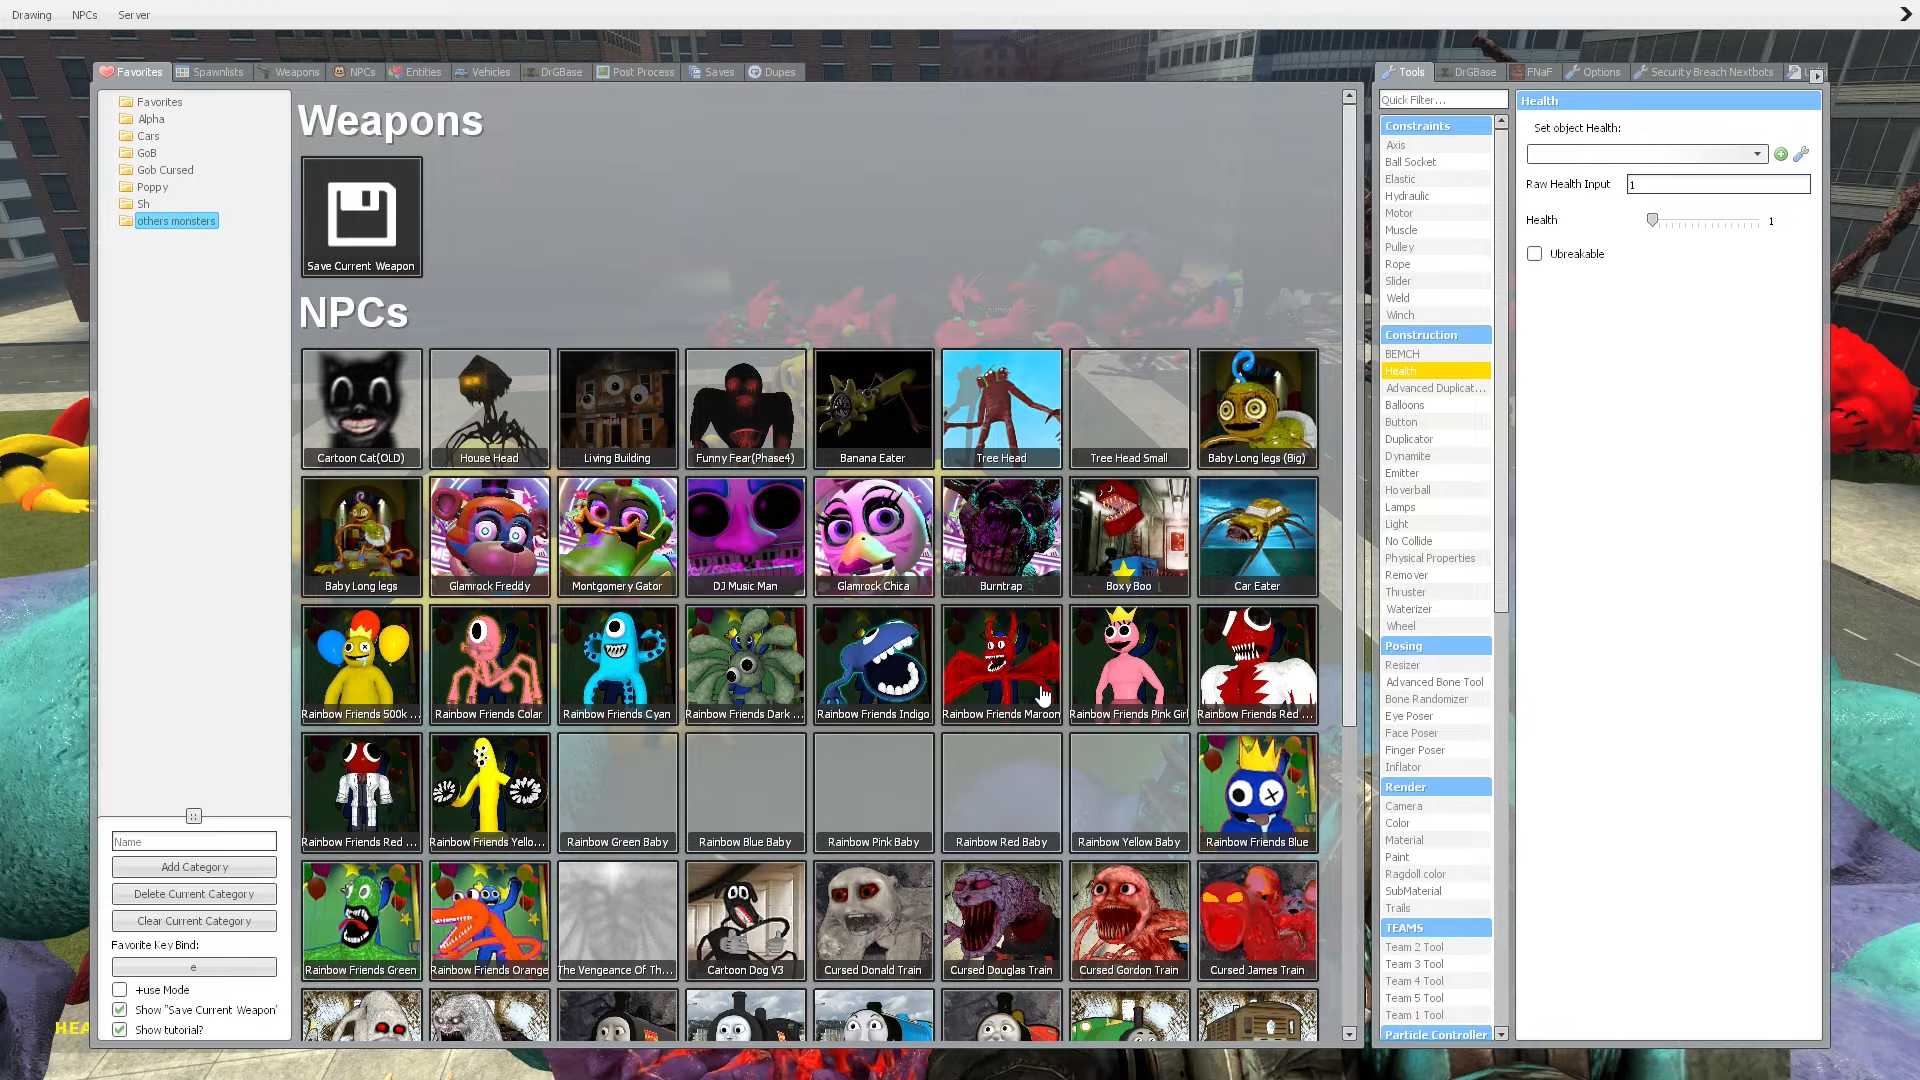 Drawing NPCs Server
Favorites Spawnlists Weapons NPCs Entities Vehicles DrGBase Post Process Saves Dupes
Favorites
Alpha
Cars
GoB
Gob Cursed
Poppy
Sh
others monsters
Name
Add Category
Delete Current Category
Clear Current Category
Favorite Key Bind:
e
+use Mode
Show "Save Current Weapon"
Show tutorial?
HEA
Weapons
Save Current Weapon
NPCs
Cartoon Cat(OLD) House Head Living Building Funny Fear(Phase4) Banana Eater Tree Head Tree Head Small Baby Long legs (Big)
Baby Long legs Glamrock Freddy Montgomery Gator DJ Music Man Glamrock Chica Burntrap Boxy Boo Car Eater
Rainbow Friends 500k ... Rainbow Friends Colar Rainbow Friends Cyan Rainbow Friends Dark ... Rainbow Friends Indigo Rainbow Friends Maroon Rainbow Friends Pink Girl Rainbow Friends Red ...
Rainbow Friends Red ... Rainbow Friends Yello... Rainbow Green Baby Rainbow Blue Baby Rainbow Pink Baby Rainbow Red Baby Rainbow Yellow Baby Rainbow Friends Blue
Rainbow Friends Green Rainbow Friends Orange The Vengeance Of Th... Cartoon Dog V3 Cursed Donald Train Cursed Douglas Train Cursed Gordon Train Cursed James Train
Tools DrGBase FNaF Options Security Breach Nextbots
Quick Filter...
Constraints
Axis
Ball Socket
Elastic
Hydraulic
Motor
Muscle
Pulley
Rope
Slider
Weld
Winch
Construction
BEMCH
Health
Advanced Duplicat...
Balloons
Button
Duplicator
Dynamite
Emitter
Hoverball
Lamps
Light
No Collide
Physical Properties
Remover
Thruster
Waterizer
Wheel
Posing
Resizer
Advanced Bone Tool
Bone Randomizer
Eye Poser
Face Poser
Finger Poser
Inflator
Render
Camera
Color
Material
Paint
Ragdoll color
SubMaterial
Trails
TEAMS
Team 2 Tool
Team 3 Tool
Team 4 Tool
Team 5 Tool
Team 1 Tool
Particle Controller
Health
Set object Health:
Raw Health Input 1
Health 1
Ubreakable